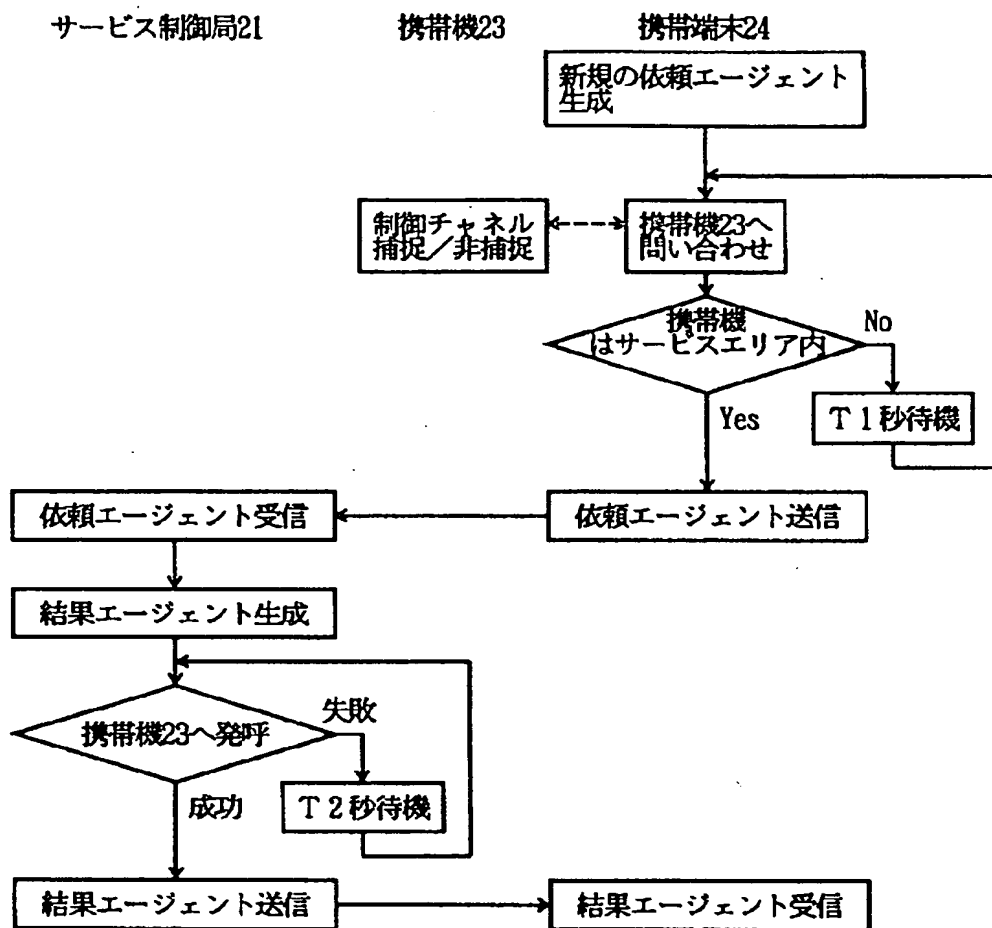 サービス制御局21
携帯機23
携帯端末24
新規の依頼エージェント
生成
制御チャネル
捕捉／非捕捉
携帯機23へ
問い合わせ
携帯機
はサービスエリア内
No
Yes
T1秒待機
依頼エージェント受信
依頼エージェント送信
結果エージェント生成
携帯機23へ発呼
失敗
成功
T2秒待機
結果エージェント送信
結果エージェント受信